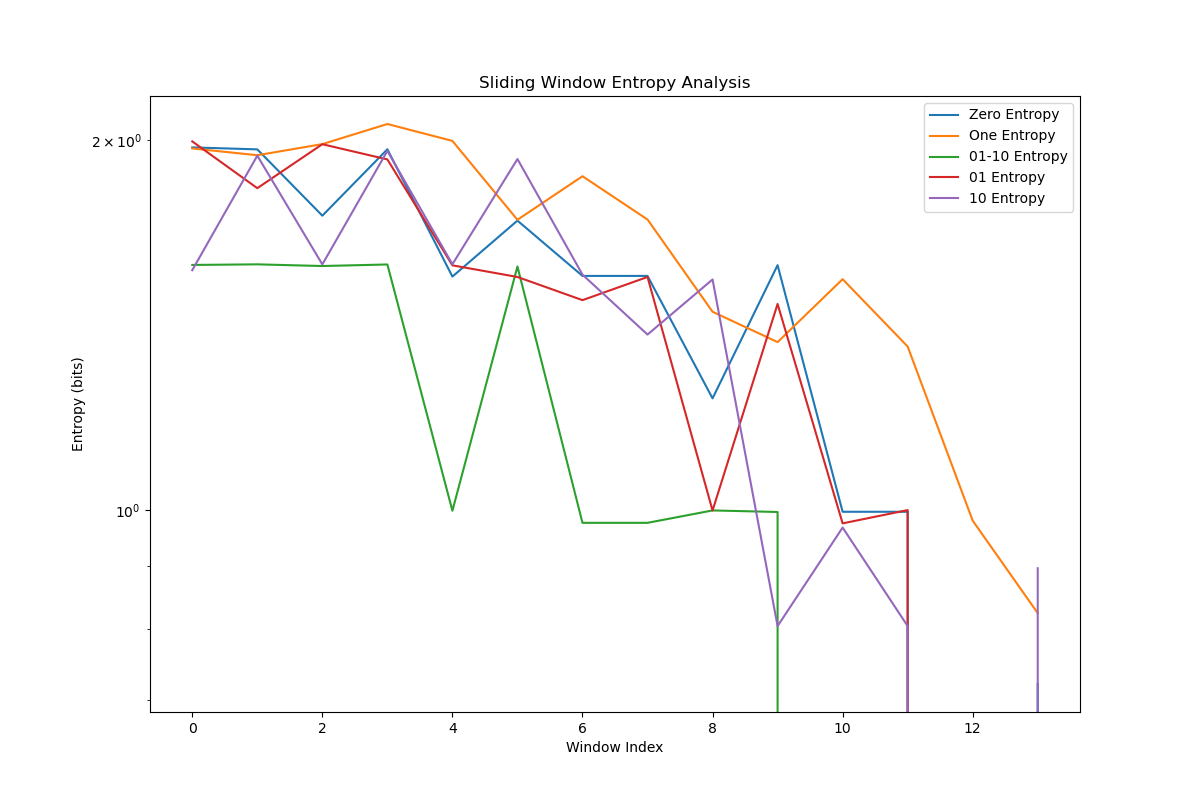 Sliding Window Entropy Analysis
Zero Entropy
One Entropy
01-10 Entropy
01 Entropy
10 Entropy
2 × 10⁰
10⁰
Entropy (bits)
0 2 4 6 8 10 12
Window Index